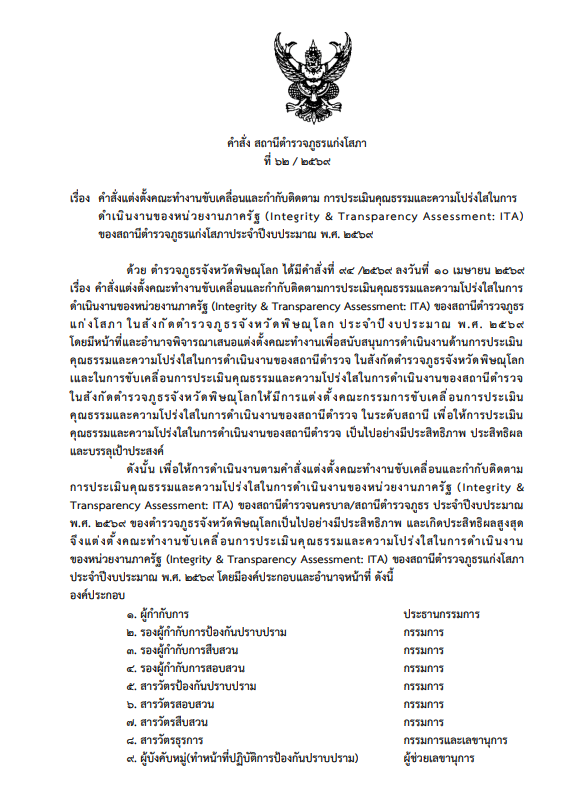 คำสั่ง สถานีตำรวจภูธรแก่งโสภา
ที่ ๖๒ / ๒๕๖๙
เรื่อง คำสั่งแต่งตั้งคณะทำงานขับเคลื่อนและกำกับติดตาม การประเมินคุณธรรมและความโปร่งใสในการ
ดำเนินงานของหน่วยงานภาครัฐ (Integrity & Transparency Assessment: ITA)
ของสถานีตำรวจภูธรแก่งโสภาประจำปีงบประมาณ พ.ศ. ๒๕๖๙
ด้วย ตำรวจภูธรจังหวัดพิษณุโลก ได้มีคำสั่งที่ ๙๔ /๒๕๖๙ ลงวันที่ ๑๐ เมษายน ๒๕๖๙
เรื่อง คำสั่งแต่งตั้งคณะทำงานขับเคลื่อนและกำกับติดตามการประเมินคุณธรรมและความโปร่งใสในการ
ดำเนินงานของหน่วยงานภาครัฐ (Integrity & Transparency Assessment: ITA) ของสถานีตำรวจภูธร
แก่งโสภา ในสังกัดตำรวจภูธรจังหวัดพิษณุโลก ประจำปีงบประมาณ พ.ศ. ๒๕๖๙
โดยมีหน้าที่และอำนาจพิจารณาเสนอแต่งตั้งคณะทำงานเพื่อสนับสนุนการดำเนินงานด้านการประเมิน
คุณธรรมและความโปร่งใสในการดำเนินงานของสถานีตำรวจ ในสังกัดตำรวจภูธรจังหวัดพิษณุโลก
เและในการขับเคลื่อนการประเมินคุณธรรมและความโปร่งใสในการดำเนินงานของสถานีตำรวจ
ในสังกัดตำรวจภูธรจังหวัดพิษณุโลกให้มีการแต่งตั้งคณะกรรมการขับเคลื่อนการประเมิน
คุณธรรมและความโปร่งใสในการดำเนินงานของสถานีตำรวจ ในระดับสถานี เพื่อให้การประเมิน
คุณธรรมและความโปร่งใสในการดำเนินงานของสถานีตำรวจ เป็นไปอย่างมีประสิทธิภาพ ประสิทธิผล
และบรรลุเป้าประสงค์
ดังนั้น เพื่อให้การดำเนินงานตามคำสั่งแต่งตั้งคณะทำงานขับเคลื่อนและกำกับติดตาม
การประเมินคุณธรรมและความโปร่งใสในการดำเนินงานของหน่วยงานภาครัฐ (Integrity &
Transparency Assessment: ITA) ของสถานีตำรวจนครบาล/สถานีตำรวจภูธร ประจำปีงบประมาณ
พ.ศ. ๒๕๖๙ ของตำรวจภูธรจังหวัดพิษณุโลกเป็นไปอย่างมีประสิทธิภาพ และเกิดประสิทธิผลสูงสุด
จึงแต่งตั้งคณะทำงานขับเคลื่อนการประเมินคุณธรรมและความโปร่งใสในการดำเนินงาน
ของหน่วยงานภาครัฐ (Integrity & Transparency Assessment: ITA) ของสถานีตำรวจภูธรแก่งโสภา
ประจำปีงบประมาณ พ.ศ. ๒๕๖๙ โดยมีองค์ประกอบและอำนาจหน้าที่ ดังนี้
องค์ประกอบ
๑. ผู้กำกับการ ประธานกรรมการ
๒. รองผู้กำกับการป้องกันปราบปราม กรรมการ
๓. รองผู้กำกับการสืบสวน กรรมการ
๔. รองผู้กำกับการสอบสวน กรรมการ
๕. สารวัตรป้องกันปราบปราม กรรมการ
๖. สารวัตรสอบสวน กรรมการ
๗. สารวัตรสืบสวน กรรมการ
๘. สารวัตรธุรการ กรรมการและเลขานุการ
๙. ผู้บังคับหมู่(ทำหน้าที่ปฏิบัติการป้องกันปราบปราม) ผู้ช่วยเลขานุการ